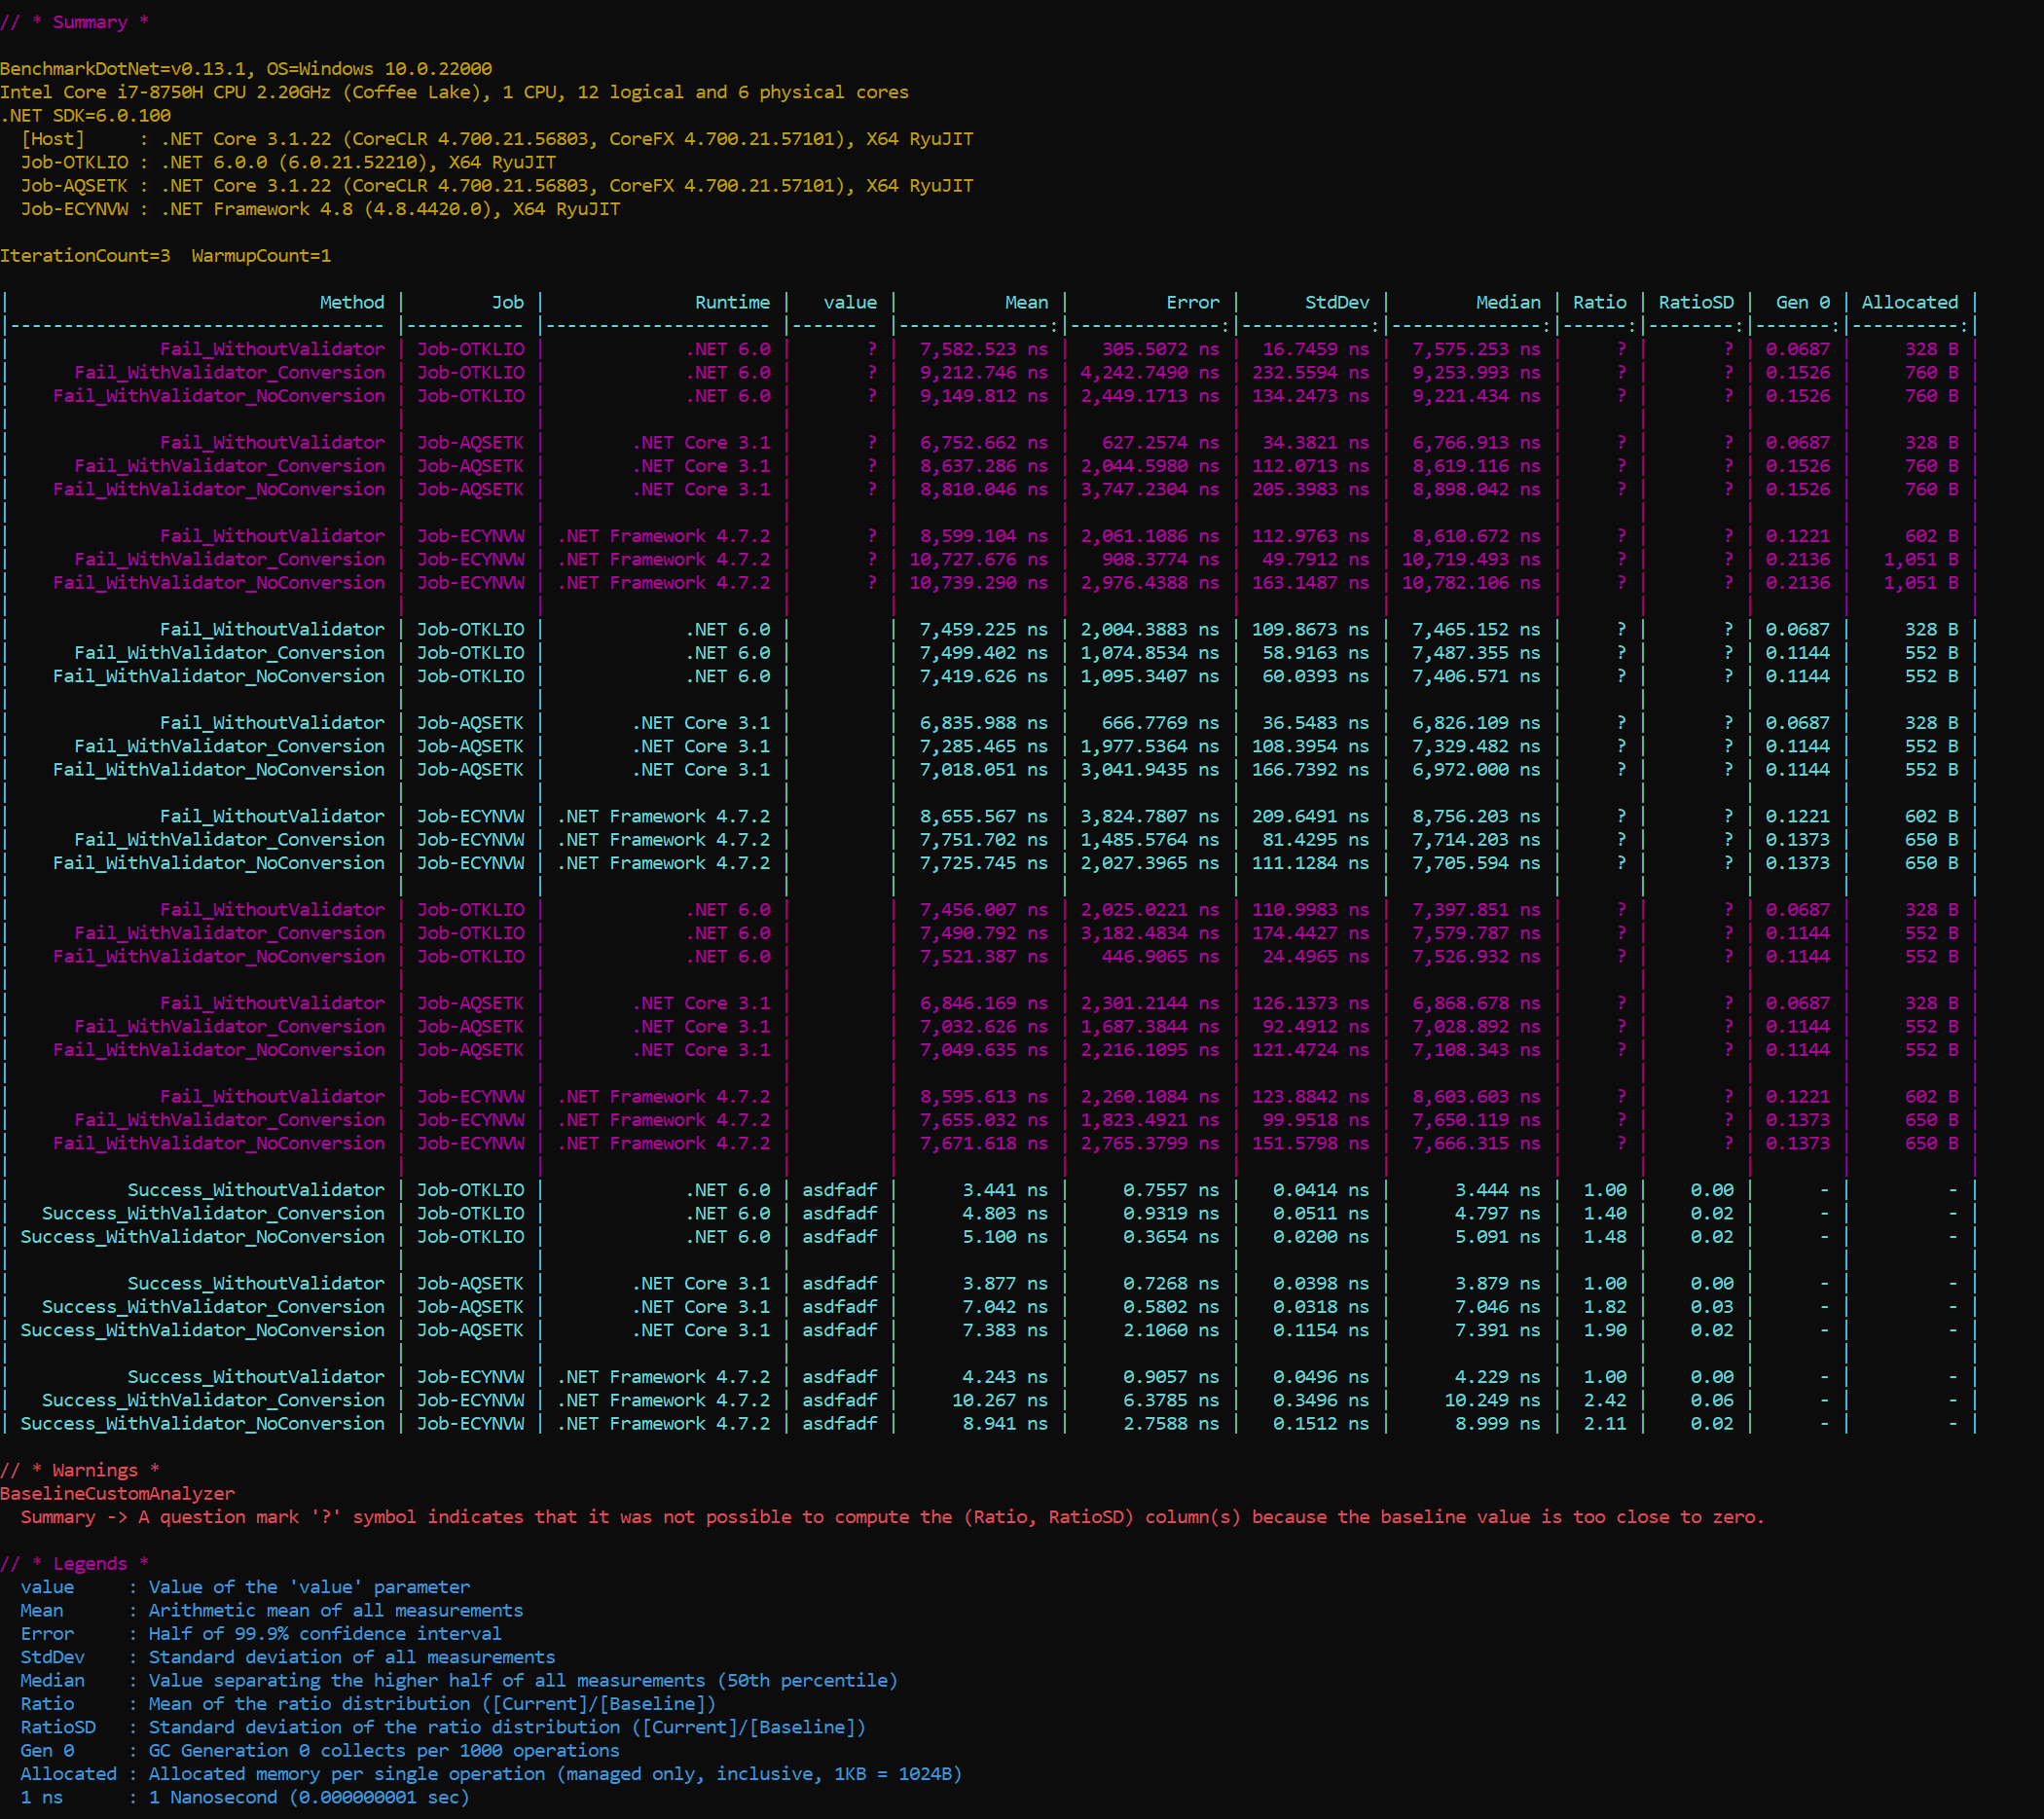 // * Summary *

BenchmarkDotNet=v0.13.1, OS=Windows 10.0.22000
Intel Core i7-8750H CPU 2.20GHz (Coffee Lake), 1 CPU, 12 logical and 6 physical cores
.NET SDK=6.0.100
  [Host]     : .NET Core 3.1.22 (CoreCLR 4.700.21.56803, CoreFX 4.700.21.57101), X64 RyuJIT
  Job-OTKLIO : .NET 6.0.0 (6.0.21.52210), X64 RyuJIT
  Job-AQSETK : .NET Core 3.1.22 (CoreCLR 4.700.21.56803, CoreFX 4.700.21.57101), X64 RyuJIT
  Job-ECYNVW : .NET Framework 4.8 (4.8.4420.0), X64 RyuJIT

IterationCount=3  WarmupCount=1

| Method | Job | Runtime | value | Mean | Error | StdDev | Median | Ratio | RatioSD | Gen 0 | Allocated |
|----------------------------------- |----------- |--------------------- |-------- |--------------:|--------------:|------------:|--------------:|------:|--------:|-------:|----------:|
| Fail_WithoutValidator | Job-OTKLIO | .NET 6.0 | ? | 7,582.523 ns | 305.5072 ns | 16.7459 ns | 7,575.253 ns | ? | ? | 0.0687 | 328 B |
| Fail_WithValidator_Conversion | Job-OTKLIO | .NET 6.0 | ? | 9,212.746 ns | 4,242.7490 ns | 232.5594 ns | 9,253.993 ns | ? | ? | 0.1526 | 760 B |
| Fail_WithValidator_NoConversion | Job-OTKLIO | .NET 6.0 | ? | 9,149.812 ns | 2,449.1713 ns | 134.2473 ns | 9,221.434 ns | ? | ? | 0.1526 | 760 B |
| | | | | | | | | | | | |
| Fail_WithoutValidator | Job-AQSETK | .NET Core 3.1 | ? | 6,752.662 ns | 627.2574 ns | 34.3821 ns | 6,766.913 ns | ? | ? | 0.0687 | 328 B |
| Fail_WithValidator_Conversion | Job-AQSETK | .NET Core 3.1 | ? | 8,637.286 ns | 2,044.5980 ns | 112.0713 ns | 8,619.116 ns | ? | ? | 0.1526 | 760 B |
| Fail_WithValidator_NoConversion | Job-AQSETK | .NET Core 3.1 | ? | 8,810.046 ns | 3,747.2304 ns | 205.3983 ns | 8,898.042 ns | ? | ? | 0.1526 | 760 B |
| | | | | | | | | | | | |
| Fail_WithoutValidator | Job-ECYNVW | .NET Framework 4.7.2 | ? | 8,599.104 ns | 2,061.1086 ns | 112.9763 ns | 8,610.672 ns | ? | ? | 0.1221 | 602 B |
| Fail_WithValidator_Conversion | Job-ECYNVW | .NET Framework 4.7.2 | ? | 10,727.676 ns | 908.3774 ns | 49.7912 ns | 10,719.493 ns | ? | ? | 0.2136 | 1,051 B |
| Fail_WithValidator_NoConversion | Job-ECYNVW | .NET Framework 4.7.2 | ? | 10,739.290 ns | 2,976.4388 ns | 163.1487 ns | 10,782.106 ns | ? | ? | 0.2136 | 1,051 B |
| | | | | | | | | | | | |
| Fail_WithoutValidator | Job-OTKLIO | .NET 6.0 | | 7,459.225 ns | 2,004.3883 ns | 109.8673 ns | 7,465.152 ns | ? | ? | 0.0687 | 328 B |
| Fail_WithValidator_Conversion | Job-OTKLIO | .NET 6.0 | | 7,499.402 ns | 1,074.8534 ns | 58.9163 ns | 7,487.355 ns | ? | ? | 0.1144 | 552 B |
| Fail_WithValidator_NoConversion | Job-OTKLIO | .NET 6.0 | | 7,419.626 ns | 1,095.3407 ns | 60.0393 ns | 7,406.571 ns | ? | ? | 0.1144 | 552 B |
| | | | | | | | | | | | |
| Fail_WithoutValidator | Job-AQSETK | .NET Core 3.1 | | 6,835.988 ns | 666.7769 ns | 36.5483 ns | 6,826.109 ns | ? | ? | 0.0687 | 328 B |
| Fail_WithValidator_Conversion | Job-AQSETK | .NET Core 3.1 | | 7,285.465 ns | 1,977.5364 ns | 108.3954 ns | 7,329.482 ns | ? | ? | 0.1144 | 552 B |
| Fail_WithValidator_NoConversion | Job-AQSETK | .NET Core 3.1 | | 7,018.051 ns | 3,041.9435 ns | 166.7392 ns | 6,972.000 ns | ? | ? | 0.1144 | 552 B |
| | | | | | | | | | | | |
| Fail_WithoutValidator | Job-ECYNVW | .NET Framework 4.7.2 | | 8,655.567 ns | 3,824.7807 ns | 209.6491 ns | 8,756.203 ns | ? | ? | 0.1221 | 602 B |
| Fail_WithValidator_Conversion | Job-ECYNVW | .NET Framework 4.7.2 | | 7,751.702 ns | 1,485.5764 ns | 81.4295 ns | 7,714.203 ns | ? | ? | 0.1373 | 650 B |
| Fail_WithValidator_NoConversion | Job-ECYNVW | .NET Framework 4.7.2 | | 7,725.745 ns | 2,027.3965 ns | 111.1284 ns | 7,705.594 ns | ? | ? | 0.1373 | 650 B |
| | | | | | | | | | | | |
| Fail_WithoutValidator | Job-OTKLIO | .NET 6.0 | | 7,456.007 ns | 2,025.0221 ns | 110.9983 ns | 7,397.851 ns | ? | ? | 0.0687 | 328 B |
| Fail_WithValidator_Conversion | Job-OTKLIO | .NET 6.0 | | 7,490.792 ns | 3,182.4834 ns | 174.4427 ns | 7,579.787 ns | ? | ? | 0.1144 | 552 B |
| Fail_WithValidator_NoConversion | Job-OTKLIO | .NET 6.0 | | 7,521.387 ns | 446.9065 ns | 24.4965 ns | 7,526.932 ns | ? | ? | 0.1144 | 552 B |
| | | | | | | | | | | | |
| Fail_WithoutValidator | Job-AQSETK | .NET Core 3.1 | | 6,846.169 ns | 2,301.2144 ns | 126.1373 ns | 6,868.678 ns | ? | ? | 0.0687 | 328 B |
| Fail_WithValidator_Conversion | Job-AQSETK | .NET Core 3.1 | | 7,032.626 ns | 1,687.3844 ns | 92.4912 ns | 7,028.892 ns | ? | ? | 0.1144 | 552 B |
| Fail_WithValidator_NoConversion | Job-AQSETK | .NET Core 3.1 | | 7,049.635 ns | 2,216.1095 ns | 121.4724 ns | 7,108.343 ns | ? | ? | 0.1144 | 552 B |
| | | | | | | | | | | | |
| Fail_WithoutValidator | Job-ECYNVW | .NET Framework 4.7.2 | | 8,595.613 ns | 2,260.1084 ns | 123.8842 ns | 8,603.603 ns | ? | ? | 0.1221 | 602 B |
| Fail_WithValidator_Conversion | Job-ECYNVW | .NET Framework 4.7.2 | | 7,655.032 ns | 1,823.4921 ns | 99.9518 ns | 7,650.119 ns | ? | ? | 0.1373 | 650 B |
| Fail_WithValidator_NoConversion | Job-ECYNVW | .NET Framework 4.7.2 | | 7,671.618 ns | 2,765.3799 ns | 151.5798 ns | 7,666.315 ns | ? | ? | 0.1373 | 650 B |
| | | | | | | | | | | | |
| Success_WithoutValidator | Job-OTKLIO | .NET 6.0 | asdfadf | 3.441 ns | 0.7557 ns | 0.0414 ns | 3.444 ns | 1.00 | 0.00 | - | - |
| Success_WithValidator_Conversion | Job-OTKLIO | .NET 6.0 | asdfadf | 4.803 ns | 0.9319 ns | 0.0511 ns | 4.797 ns | 1.40 | 0.02 | - | - |
| Success_WithValidator_NoConversion | Job-OTKLIO | .NET 6.0 | asdfadf | 5.100 ns | 0.3654 ns | 0.0200 ns | 5.091 ns | 1.48 | 0.02 | - | - |
| | | | | | | | | | | | |
| Success_WithoutValidator | Job-AQSETK | .NET Core 3.1 | asdfadf | 3.877 ns | 0.7268 ns | 0.0398 ns | 3.879 ns | 1.00 | 0.00 | - | - |
| Success_WithValidator_Conversion | Job-AQSETK | .NET Core 3.1 | asdfadf | 7.042 ns | 0.5802 ns | 0.0318 ns | 7.046 ns | 1.82 | 0.03 | - | - |
| Success_WithValidator_NoConversion | Job-AQSETK | .NET Core 3.1 | asdfadf | 7.383 ns | 2.1060 ns | 0.1154 ns | 7.391 ns | 1.90 | 0.02 | - | - |
| | | | | | | | | | | | |
| Success_WithoutValidator | Job-ECYNVW | .NET Framework 4.7.2 | asdfadf | 4.243 ns | 0.9057 ns | 0.0496 ns | 4.229 ns | 1.00 | 0.00 | - | - |
| Success_WithValidator_Conversion | Job-ECYNVW | .NET Framework 4.7.2 | asdfadf | 10.267 ns | 6.3785 ns | 0.3496 ns | 10.249 ns | 2.42 | 0.06 | - | - |
| Success_WithValidator_NoConversion | Job-ECYNVW | .NET Framework 4.7.2 | asdfadf | 8.941 ns | 2.7588 ns | 0.1512 ns | 8.999 ns | 2.11 | 0.02 | - | - |

// * Warnings *
BaselineCustomAnalyzer
  Summary -> A question mark '?' symbol indicates that it was not possible to compute the (Ratio, RatioSD) column(s) because the baseline value is too close to zero.

// * Legends *
  value     : Value of the 'value' parameter
  Mean      : Arithmetic mean of all measurements
  Error     : Half of 99.9% confidence interval
  StdDev    : Standard deviation of all measurements
  Median    : Value separating the higher half of all measurements (50th percentile)
  Ratio     : Mean of the ratio distribution ([Current]/[Baseline])
  RatioSD   : Standard deviation of the ratio distribution ([Current]/[Baseline])
  Gen 0     : GC Generation 0 collects per 1000 operations
  Allocated : Allocated memory per single operation (managed only, inclusive, 1KB = 1024B)
  1 ns      : 1 Nanosecond (0.000000001 sec)